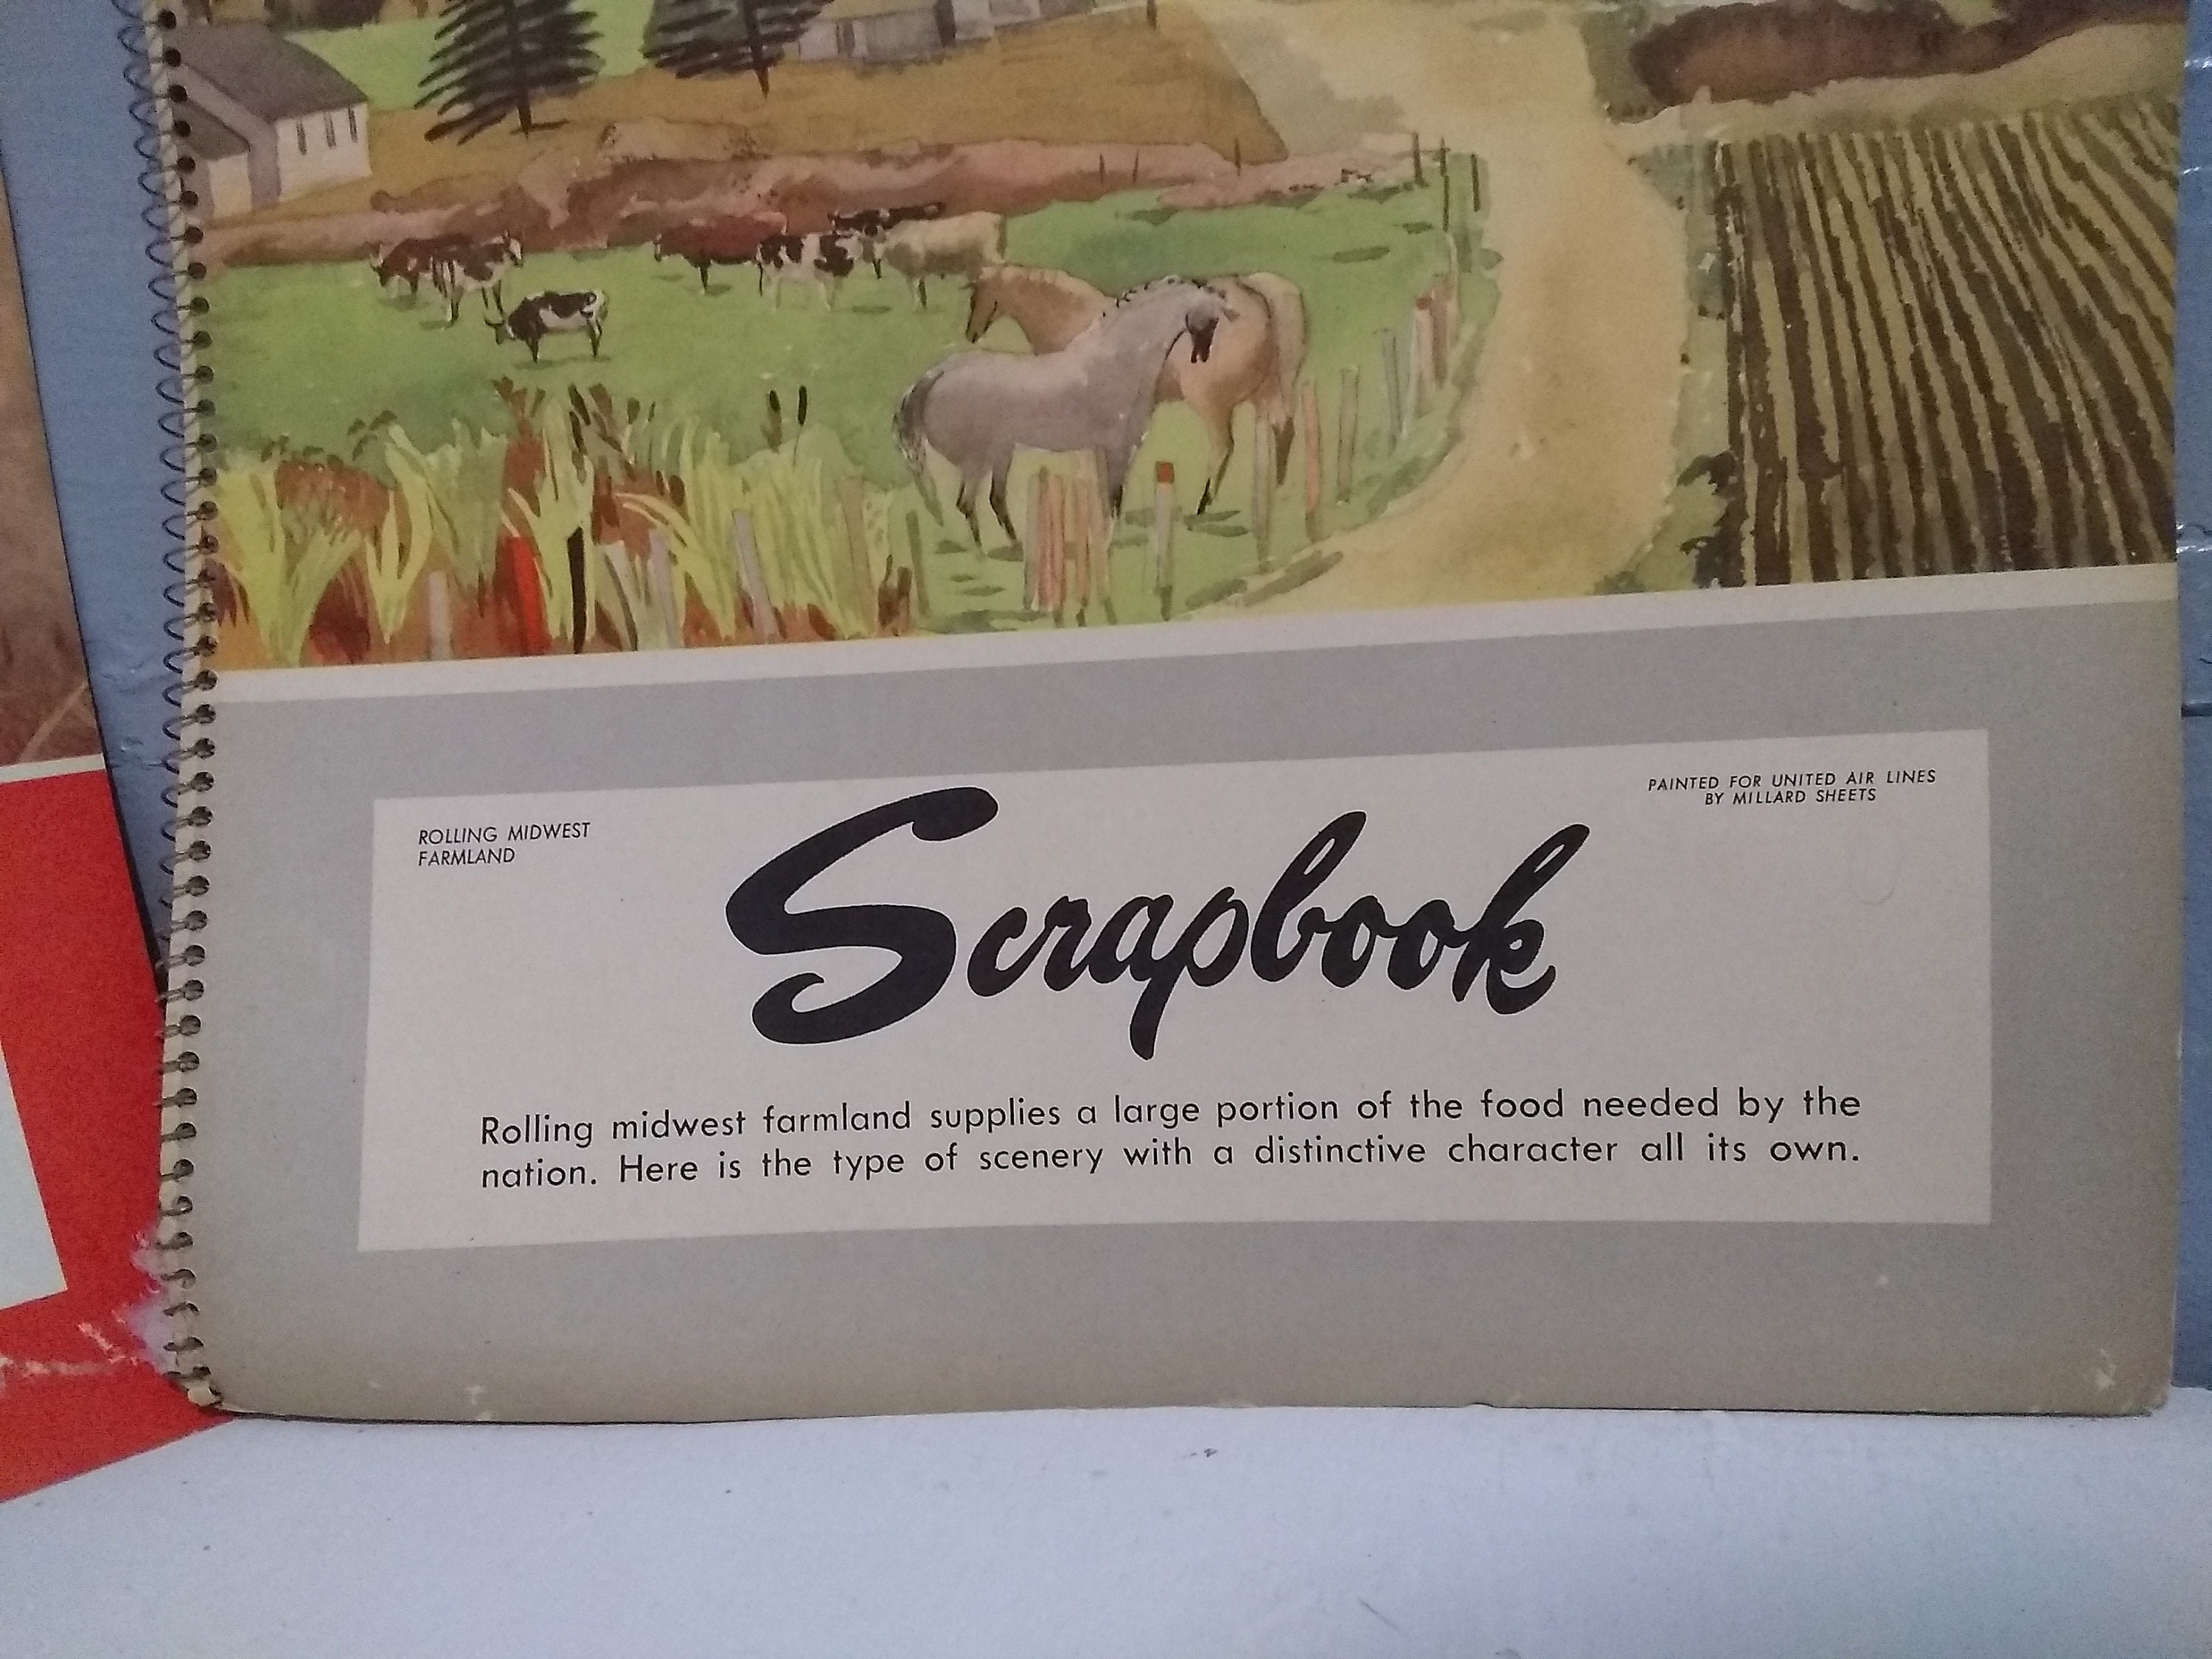 ROLLING MIDWEST
FARMLAND
PAINTED FOR UNITED AIR LINES
BY MILLARD SHEETS
Scrapbook
Rolling midwest farmland supplies a large portion of the food needed by the
nation. Here is the type of scenery with a distinctive character all its own.